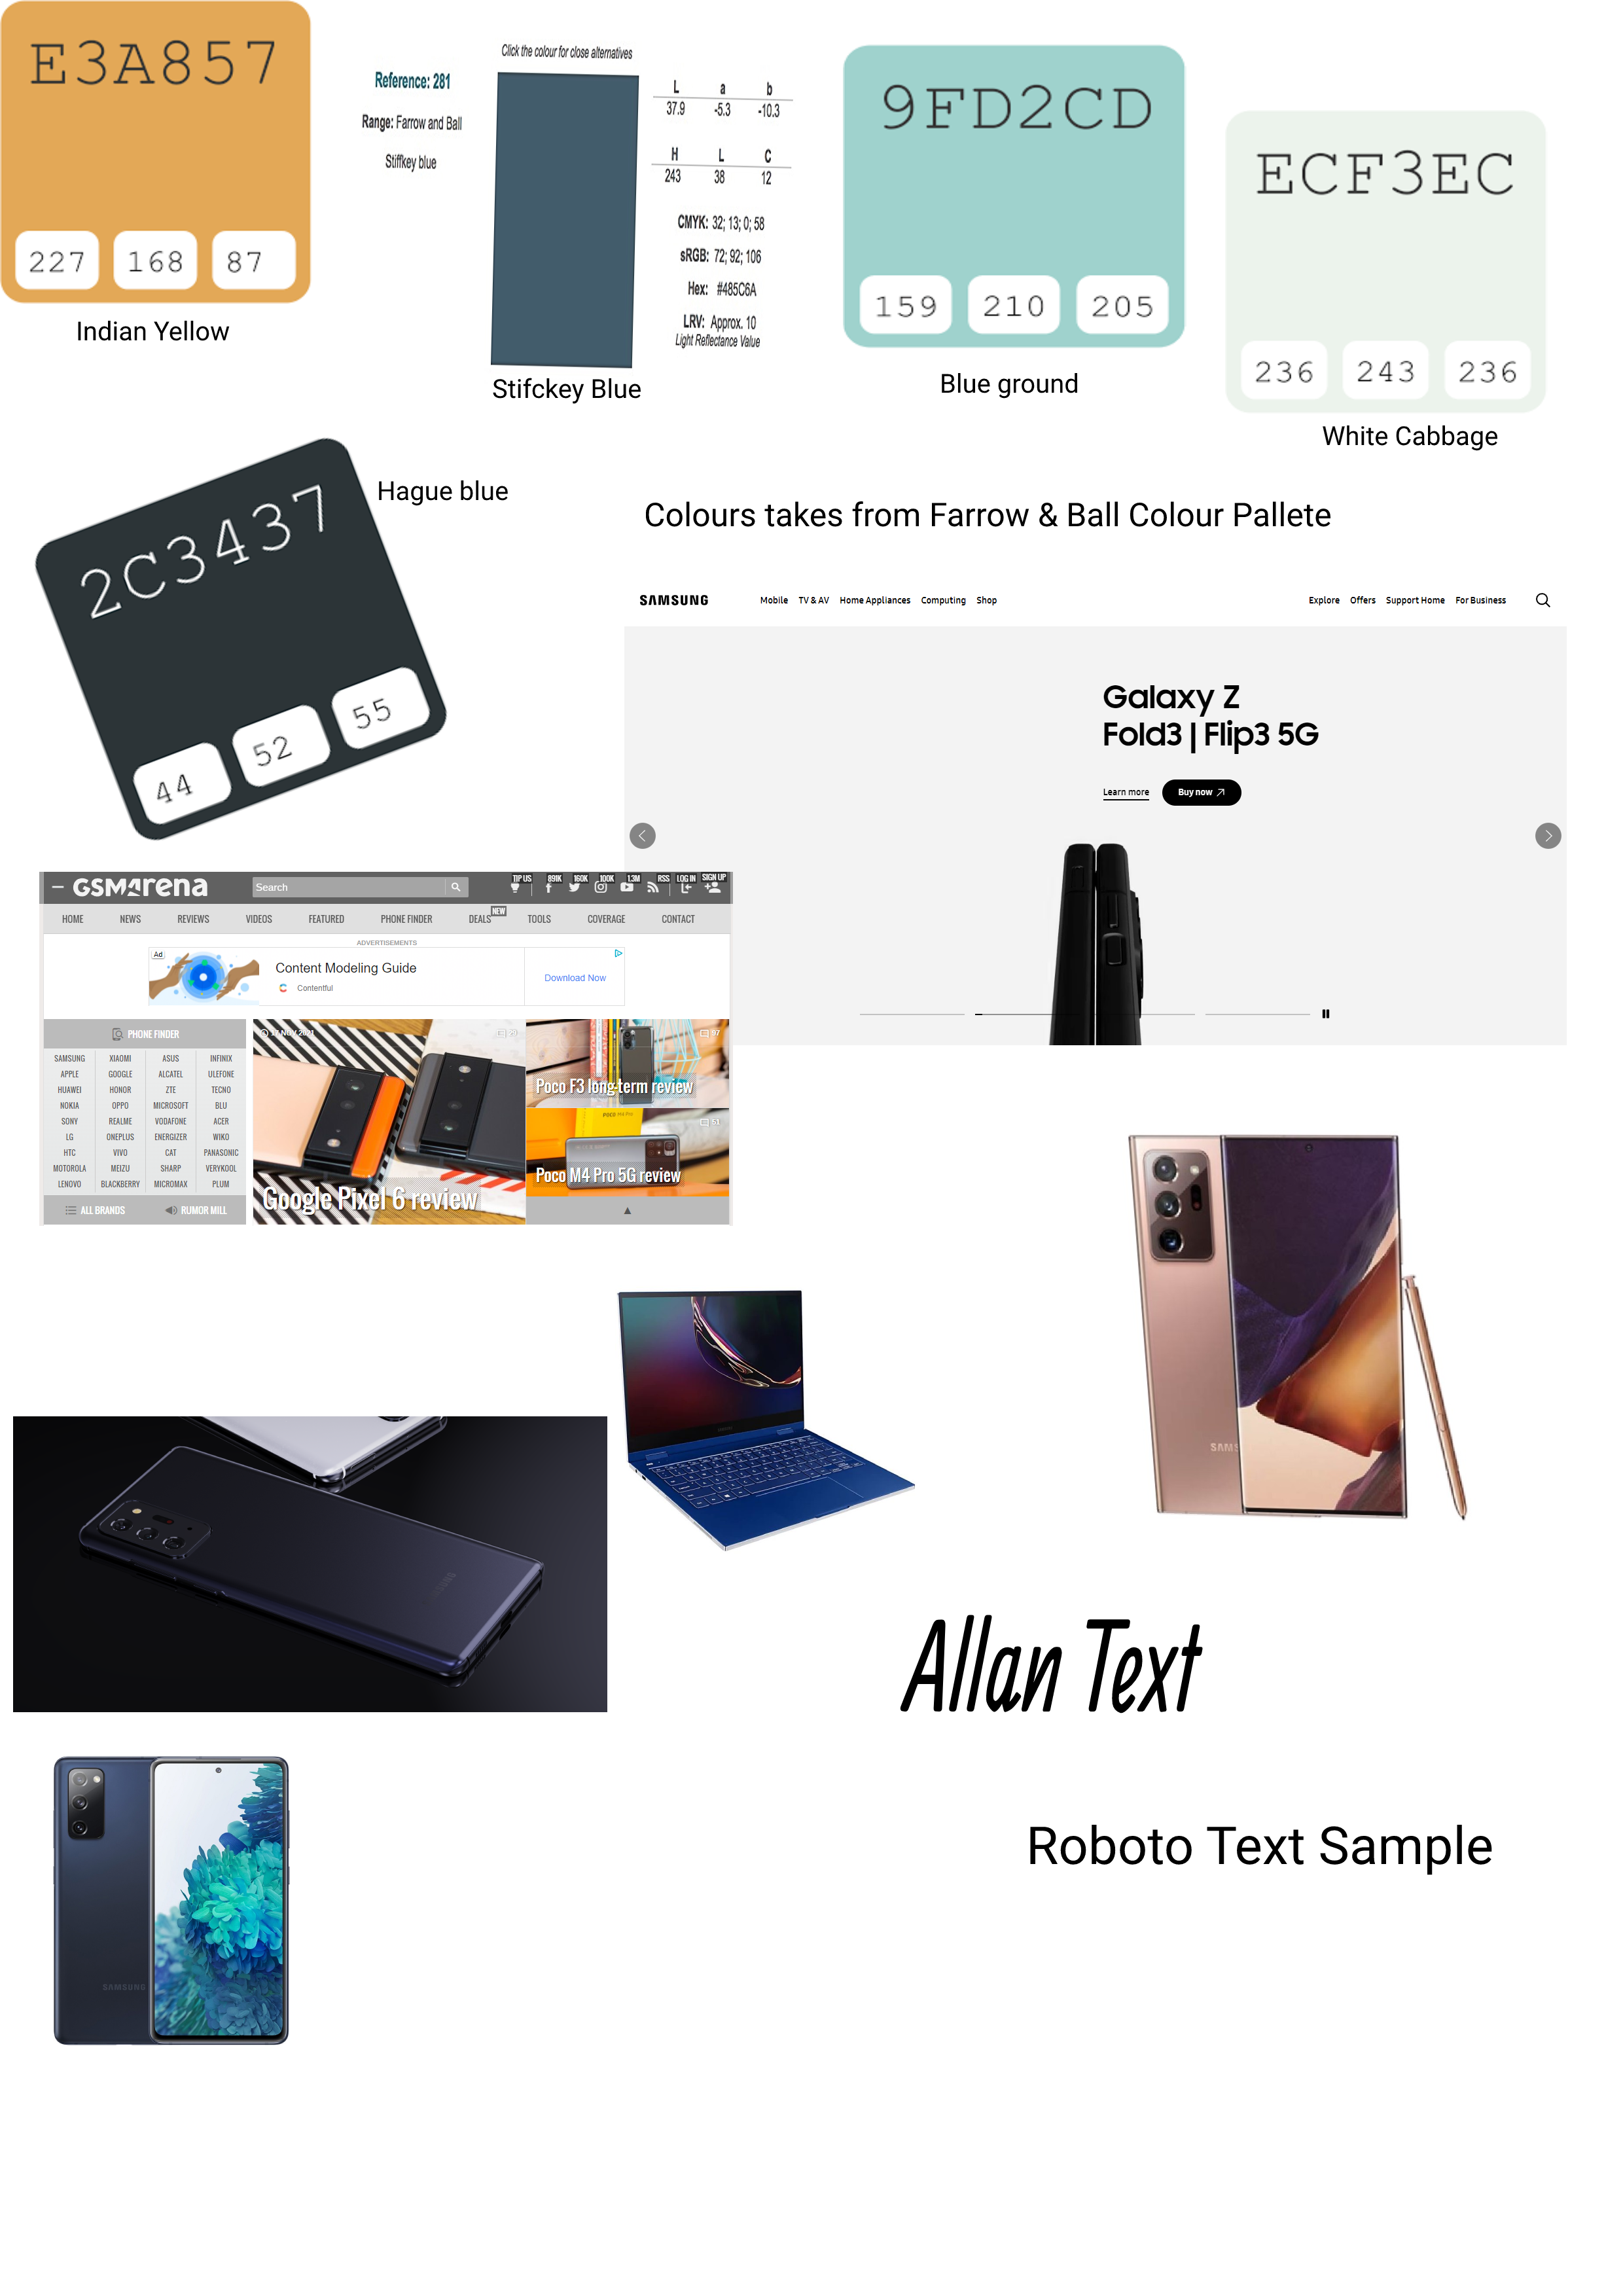 E3A857
227 168 87
Indian Yellow
Click the colour for close alternatives
Reference: 281
Range: Farrow and Ball
Stiffkey blue
L a b
37.9 -5.3 -10.3
H L C
243 38 12
CMYK: 32; 13; 0; 58
sRGB: 72; 92; 106
Hex: #485C6A
LRV: Approx. 10
Light Reflectance Value
Stifckey Blue
9FD2CD
159 210 205
Blue ground
ECF3EC
236 243 236
White Cabbage
2C3437
44 52 55
Hague blue
Colours takes from Farrow & Ball Colour Pallete
SAMSUNG Mobile TV & AV Home Appliances Computing Shop Explore Offers Support Home For Business
Galaxy Z
Fold3 | Flip3 5G
Learn more Buy now
GSMArena Search TIP US 891K 160K 100K 1.3M RSS LOG IN SIGN UP
HOME NEWS REVIEWS VIDEOS FEATURED PHONE FINDER DEALS NEW TOOLS COVERAGE CONTACT
ADVERTISEMENTS
Ad
Content Modeling Guide
Contentful
Download Now
PHONE FINDER
SAMSUNG XIAOMI ASUS INFINIX
APPLE GOOGLE ALCATEL ULEFONE
HUAWEI HONOR ZTE TECNO
NOKIA OPPO MICROSOFT BLU
SONY REALME VODAFONE ACER
LG ONEPLUS ENERGIZER WIKO
HTC VIVO CAT PANASONIC
MOTOROLA MEIZU SHARP VERYKOOL
LENOVO BLACKBERRY MICROMAX PLUM
ALL BRANDS RUMOR MILL
Google Pixel 6 review
97
Poco F3 long-term review
POCO M4 Pro
51
Poco M4 Pro 5G review
SAMS
SAMSUNG
Allan Text
Roboto Text Sample
SAMSUNG